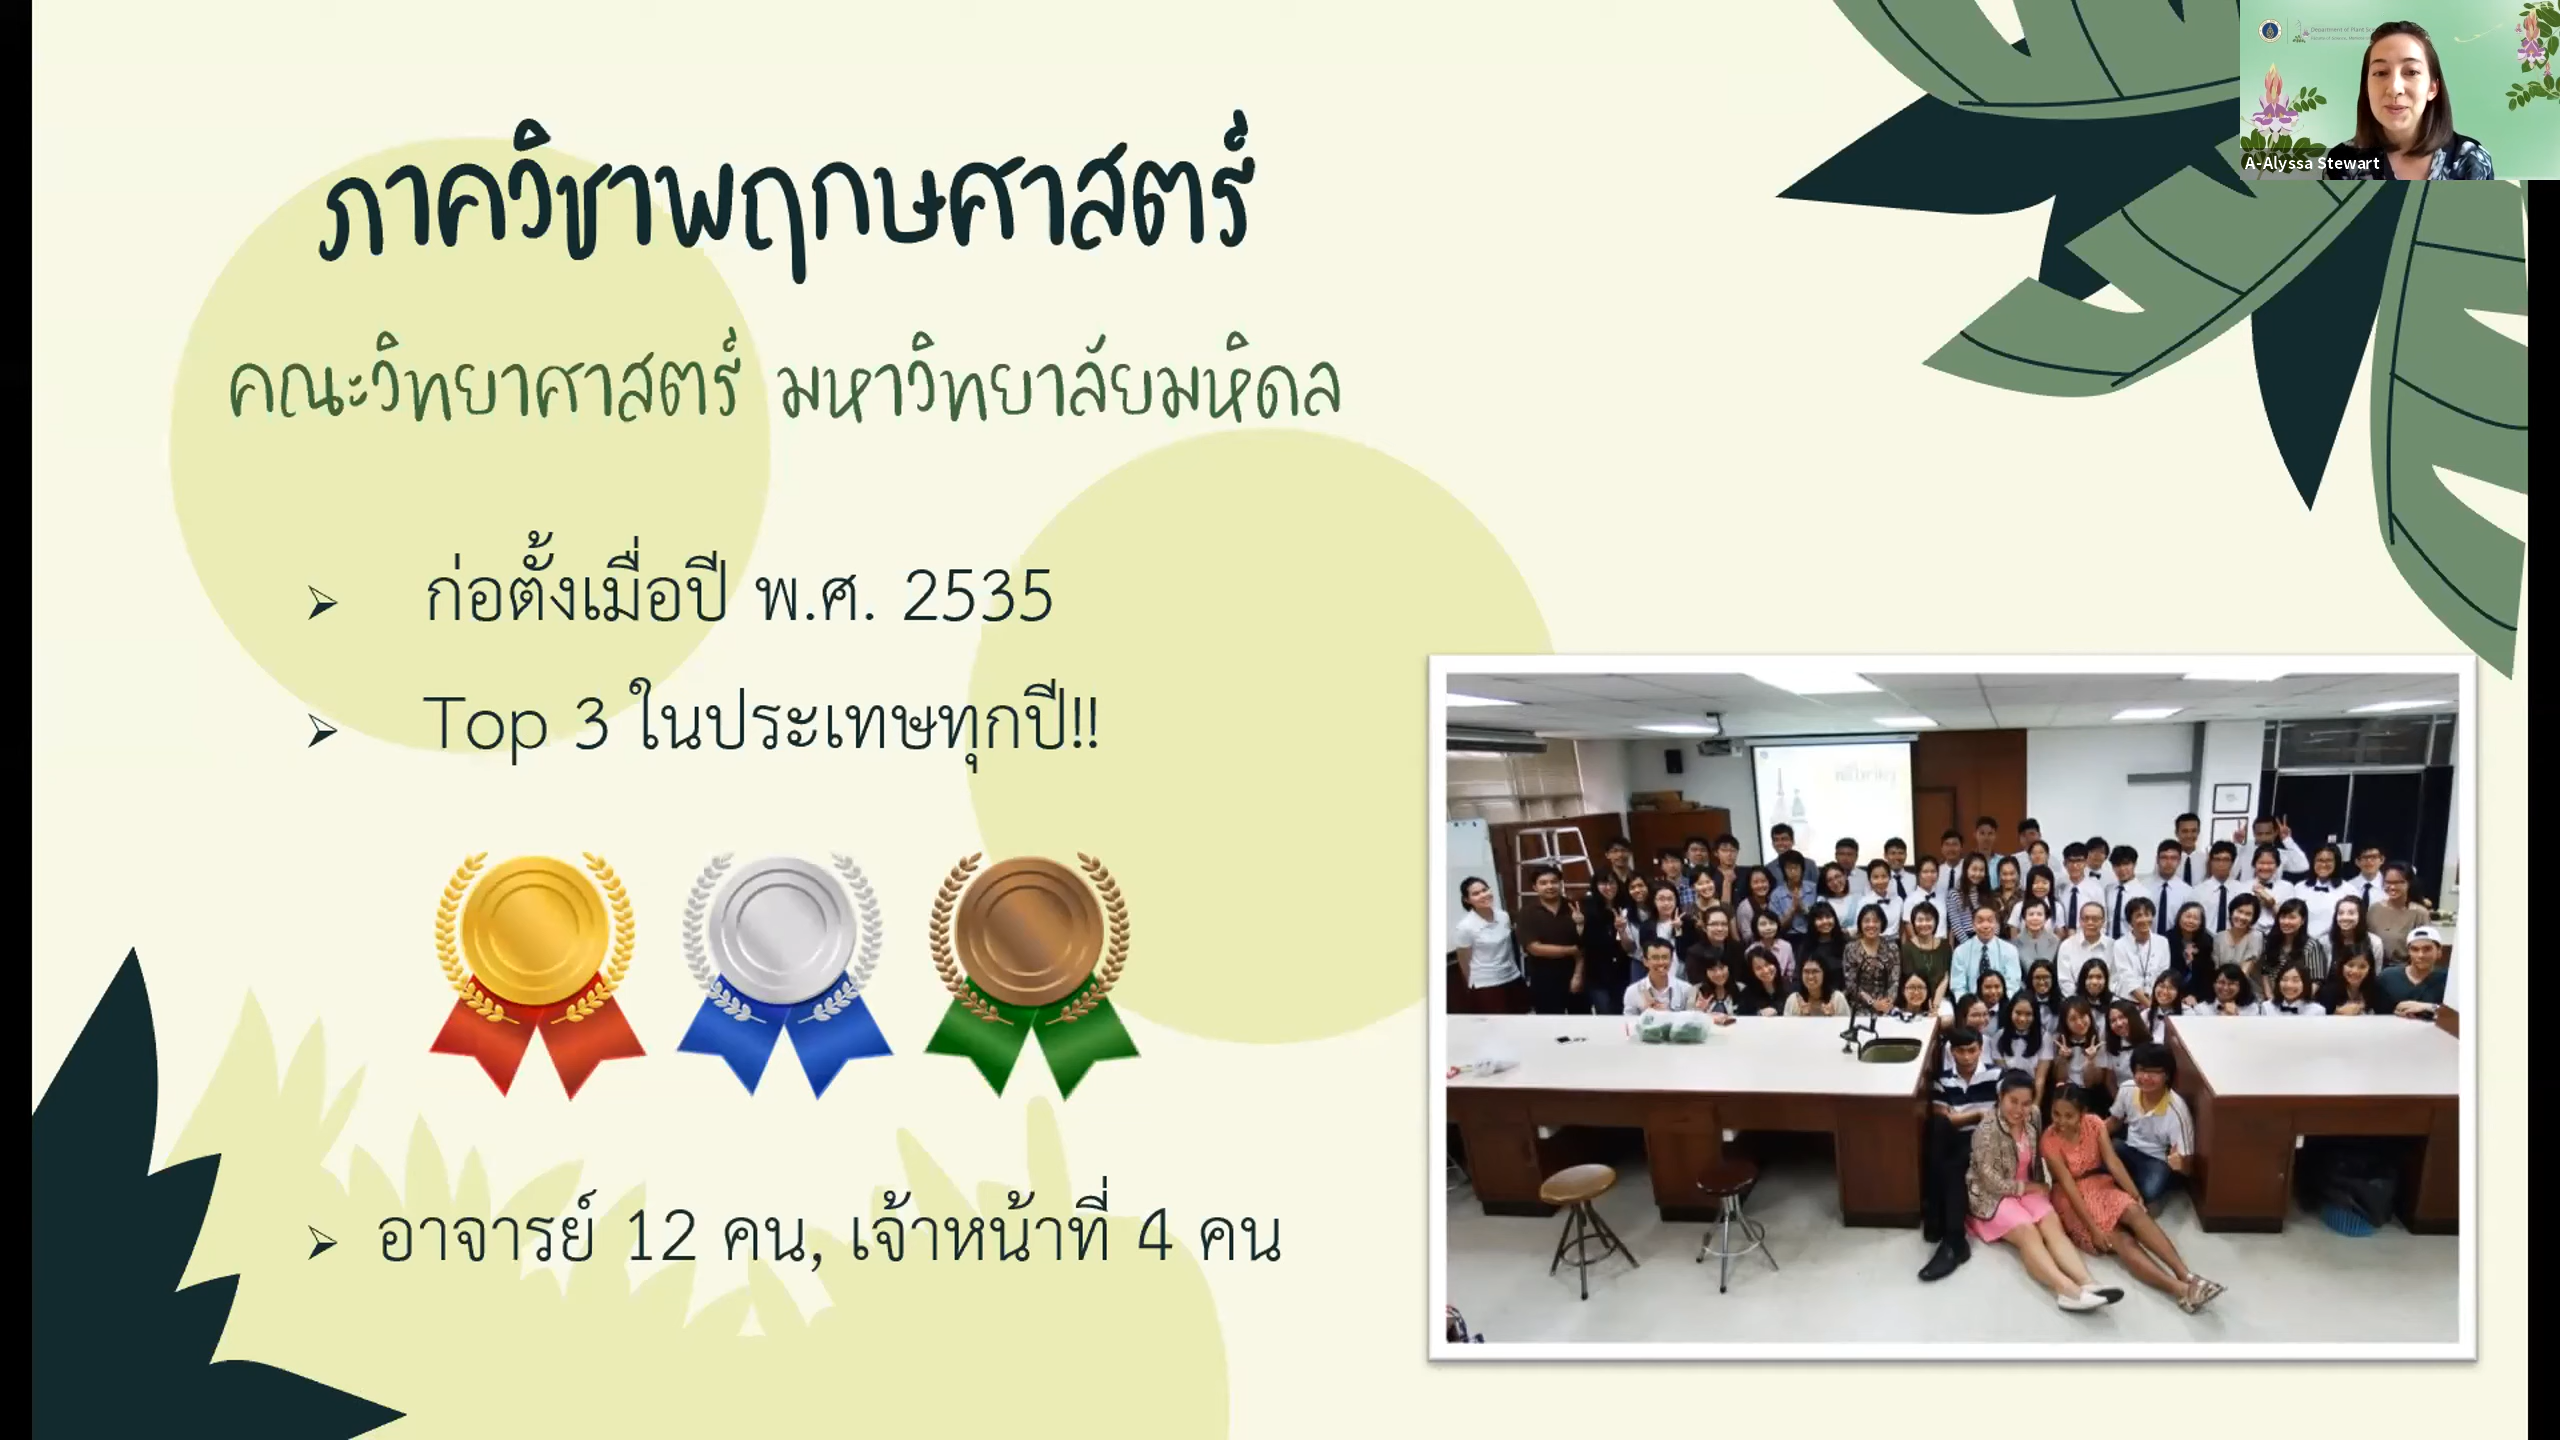 ภาควิชาพฤกษศาสตร์
คณะวิทยาศาสตร์ มหาวิทยาลัยมหิดล
➢ ก่อตั้งเมื่อปี พ.ศ. 2535
➢ Top 3 ในประเทษทุกปี!!
➢ อาจารย์ 12 คน, เจ้าหน้าที่ 4 คน
Department of Plant
A-Alyssa Stewart